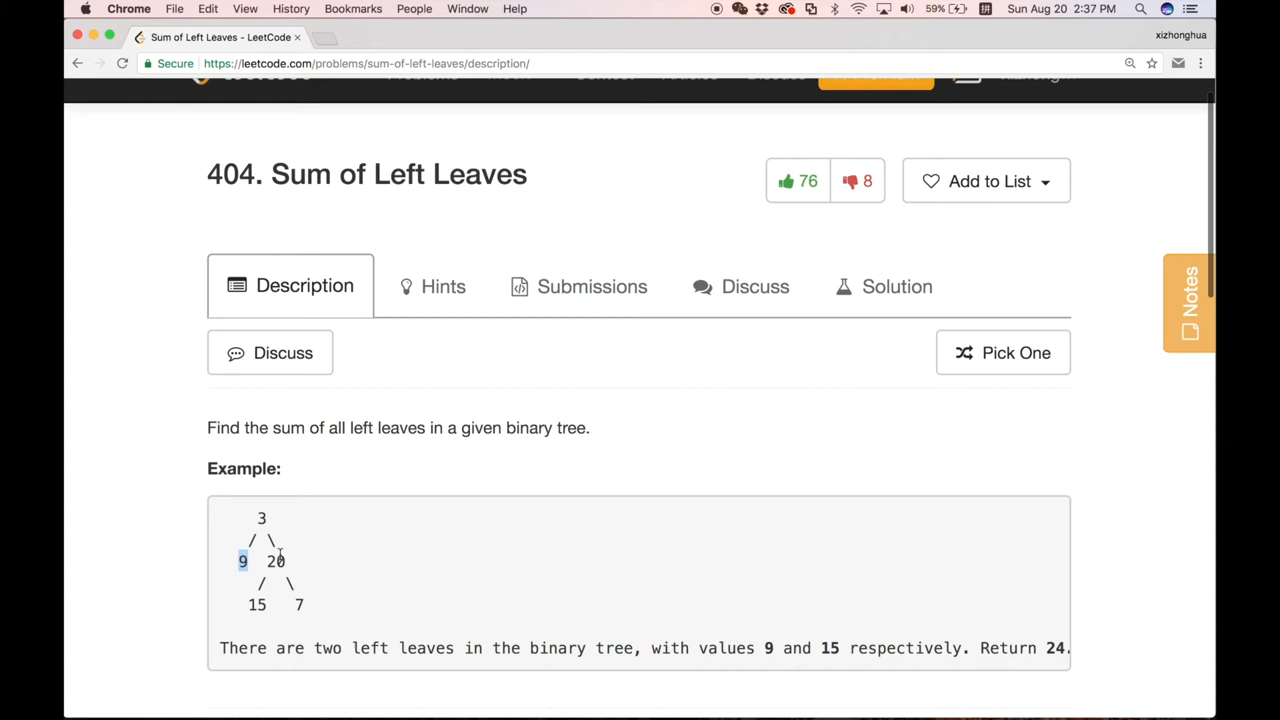 Chrome File Edit View History Bookmarks People Window Help 59% Sun Aug 20 2:37 PM
Sum of Left Leaves - LeetCode × xizhonghua
Secure https://leetcode.com/problems/sum-of-left-leaves/description/
404. Sum of Left Leaves 76 8 Add to List
Description Hints Submissions Discuss Solution
Notes
Discuss Pick One
Find the sum of all left leaves in a given binary tree.
Example:
3
/ \
9 20
/ \
15 7
There are two left leaves in the binary tree, with values 9 and 15 respectively. Return 24.